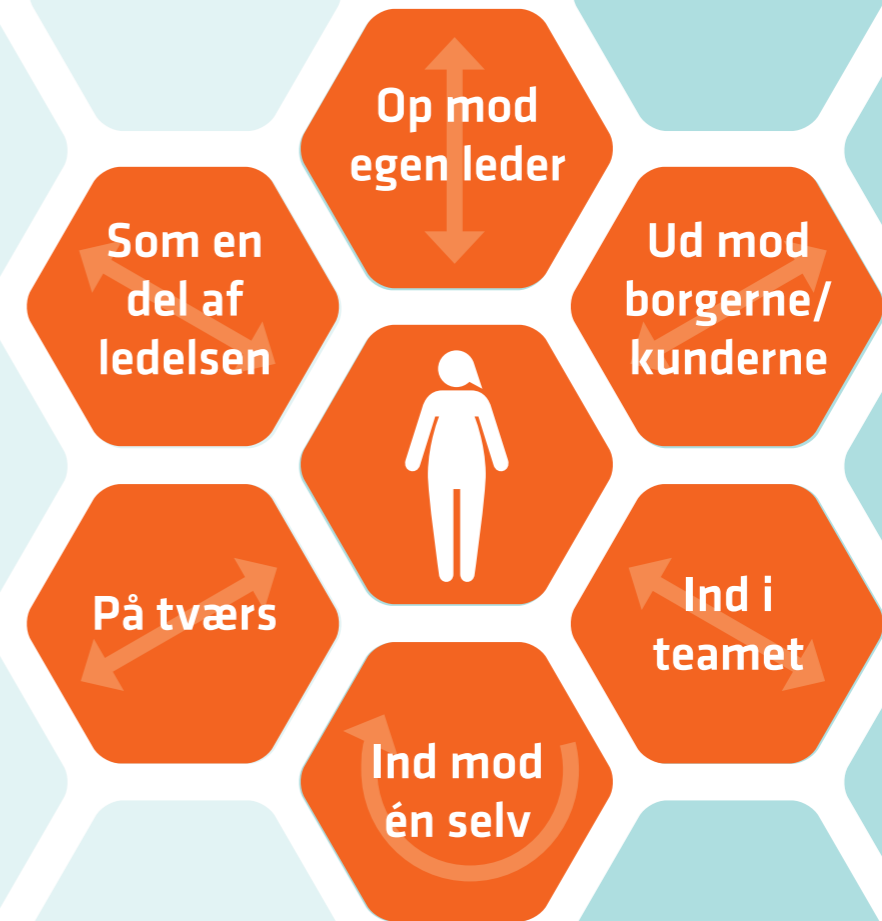 Op mod
egen leder
Som en
del af
ledelsen
Ud mod
borgerne/
kunderne
På tværs
Ind i
teamet
Ind mod
én selv